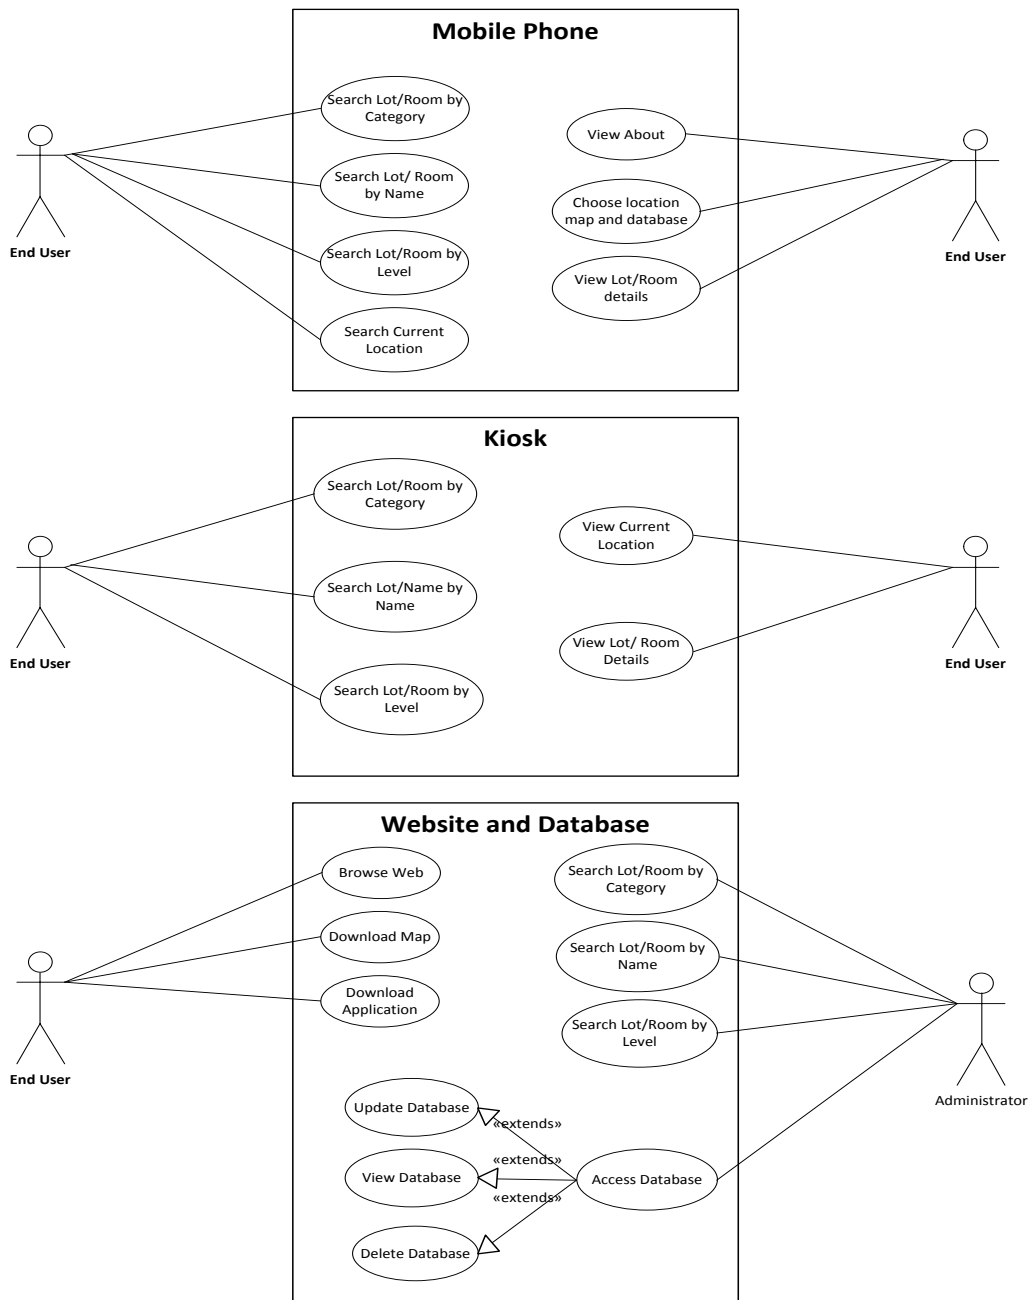 Mobile Phone
Search Lot/Room by
Category
Search Lot/ Room
by Name
Search Lot/Room by
Level
Search Current
Location
View About
Choose location
map and database
View Lot/Room
details
End User
End User
Kiosk
Search Lot/Room by
Category
Search Lot/Name by
Name
Search Lot/Room by
Level
View Current
Location
View Lot/ Room
Details
End User
End User
Website and Database
Browse Web
Download Map
Download
Application
Search Lot/Room by
Category
Search Lot/Room by
Name
Search Lot/Room by
Level
End User
Administrator
Update Database
«extends»
View Database
«extends»
Access Database
«extends»
Delete Database